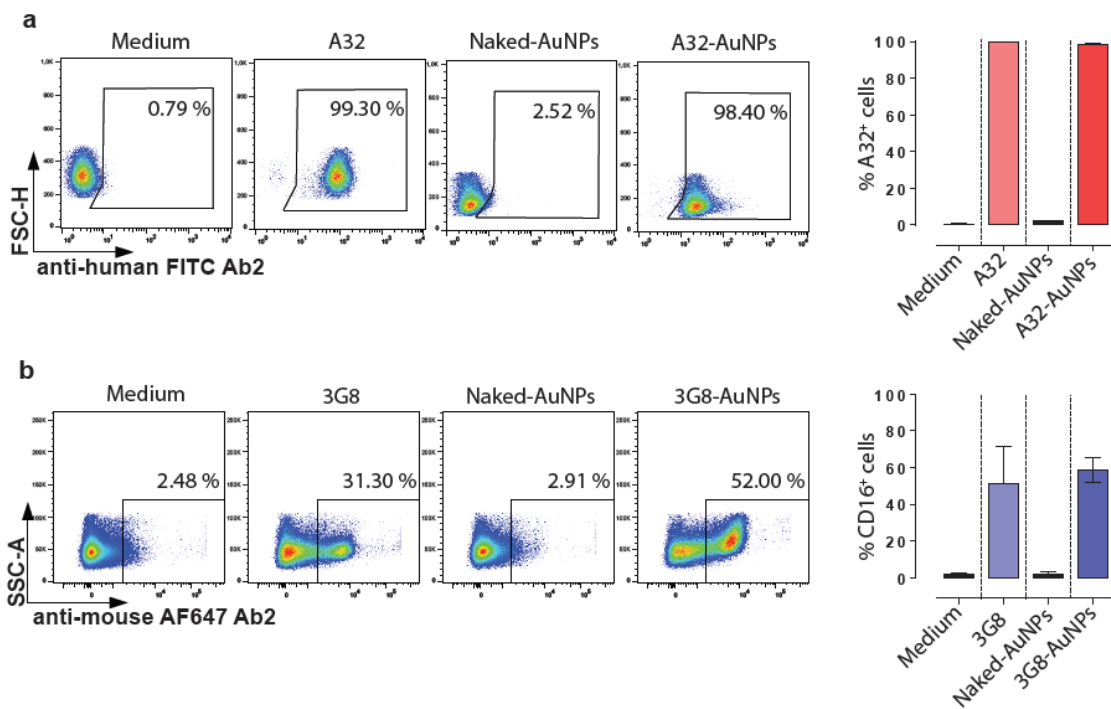 a
Medium
A32
Naked-AuNPs
A32-AuNPs
0.79 %
99.30 %
2.52 %
98.40 %
FSC-H
anti-human FITC Ab2
% A32⁺ cells
100
80
60
40
20
0
Medium
A32
Naked-AuNPs
A32-AuNPs
b
Medium
3G8
Naked-AuNPs
3G8-AuNPs
2.48 %
31.30 %
2.91 %
52.00 %
SSC-A
anti-mouse AF647 Ab2
% CD16⁺ cells
100
80
60
40
20
0
Medium
3G8
Naked-AuNPs
3G8-AuNPs